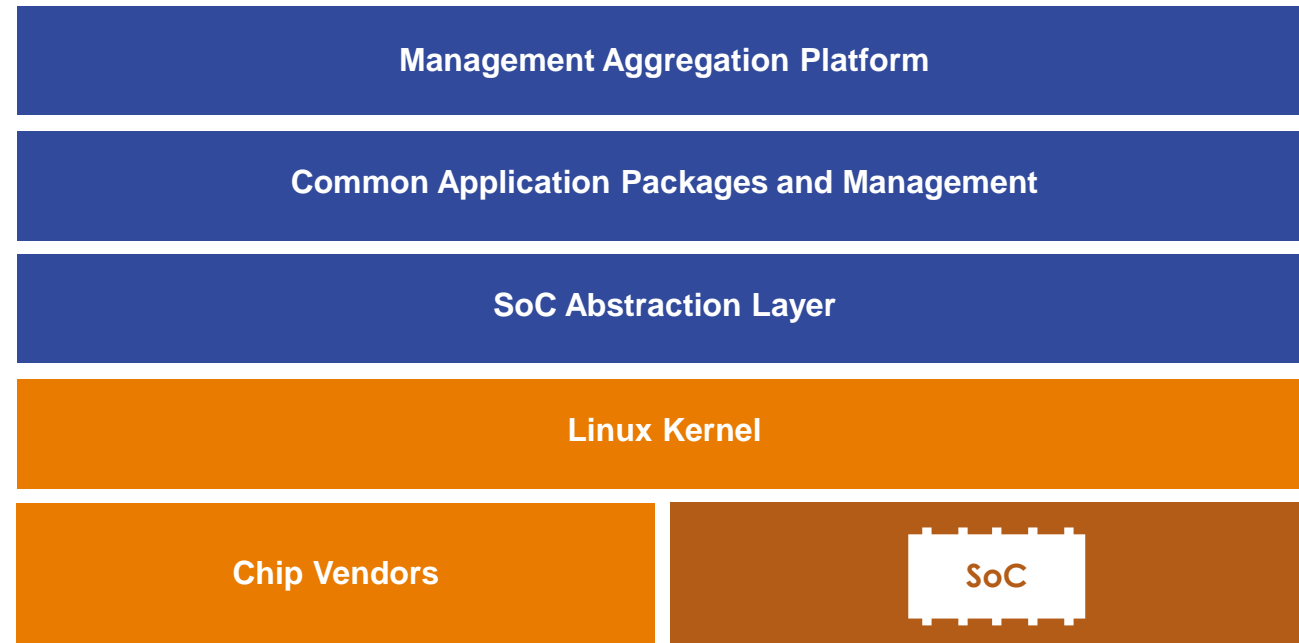 Management Aggregation Platform
Common Application Packages and Management
SoC Abstraction Layer
Linux Kernel
Chip Vendors
SoC